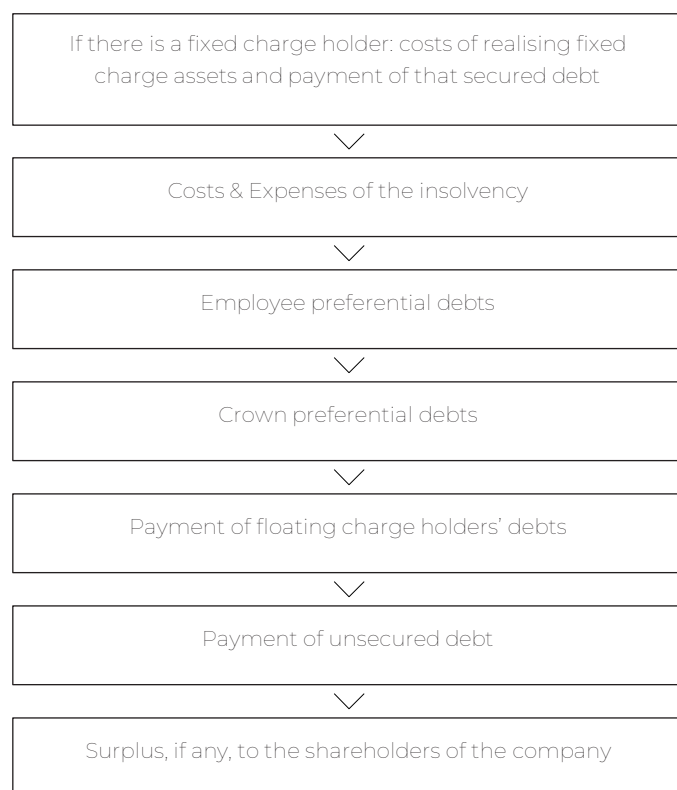 If there is a fixed charge holder: costs of realising fixed
charge assets and payment of that secured debt
Costs & Expenses of the insolvency
Employee preferential debts
Crown preferential debts
Payment of floating charge holders’ debts
Payment of unsecured debt
Surplus, if any, to the shareholders of the company